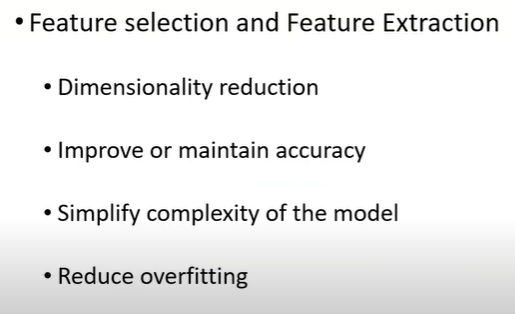 • Feature selection and Feature Extraction
• Dimensionality reduction
• Improve or maintain accuracy
• Simplify complexity of the model
• Reduce overfitting